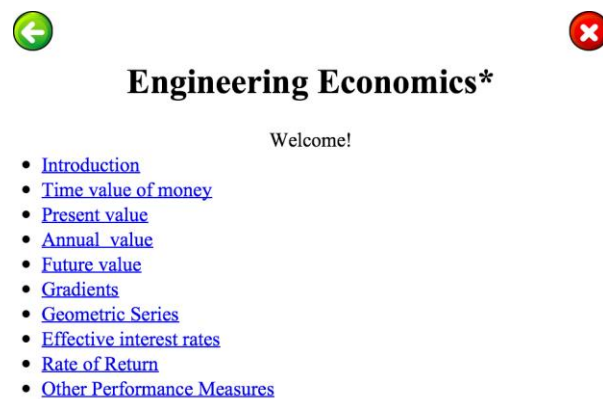 Engineering Economics*
Welcome!
Introduction
Time value of money
Present value
Annual value
Future value
Gradients
Geometric Series
Effective interest rates
Rate of Return
Other Performance Measures